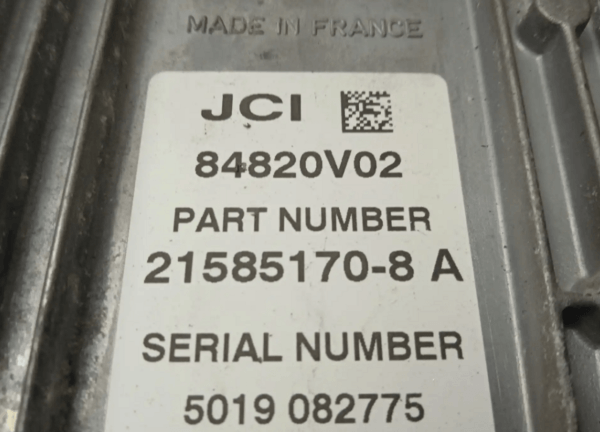 MADE IN FRANCE
JCI
84820V02
PART NUMBER
21585170-8 A
SERIAL NUMBER
5019 082775